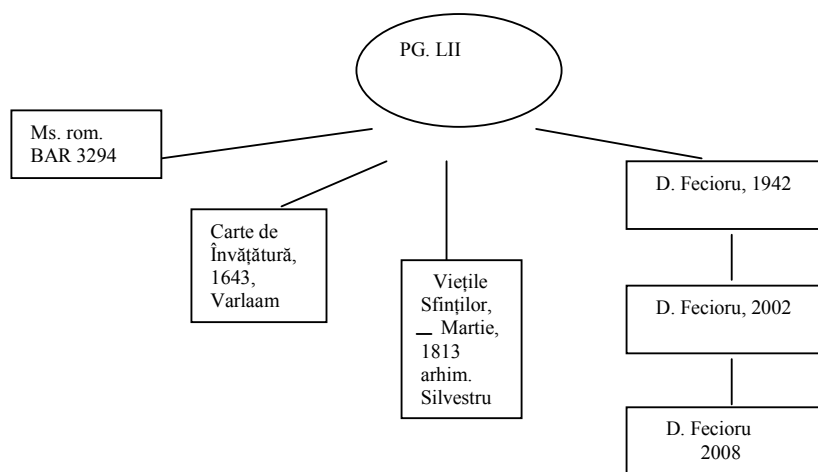 PG. LII
Ms. rom.
BAR 3294
Carte de
Învățătură,
1643,
Varlaam
Viețile
Sfinților,
_ Martie,
1813
arhim.
Silvestru
D. Fecioru, 1942
D. Fecioru, 2002
D. Fecioru
2008